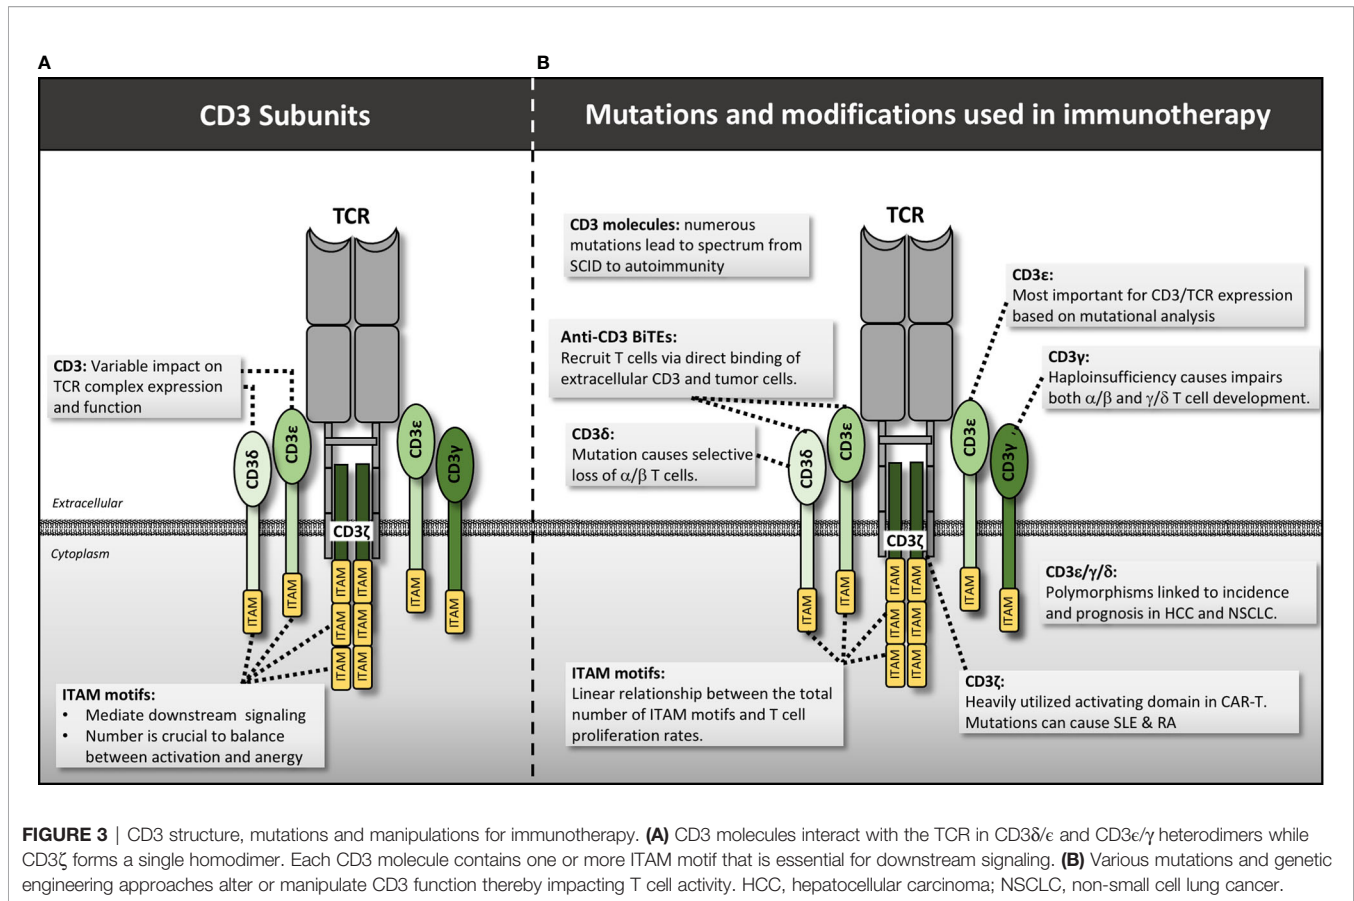 A
B
CD3 Subunits
Mutations and modifications used in immunotherapy
TCR
CD3: Variable impact on
TCR complex expression
and function
CD3δ
CD3ε
CD3ε
CD3γ
Extracellular
CD3ζ
Cytoplasm
ITAM
ITAM
ITAM
ITAM
ITAM
ITAM
ITAM
ITAM
ITAM
ITAM
ITAM motifs:
• Mediate downstream signaling
• Number is crucial to balance
between activation and anergy
CD3 molecules: numerous
mutations lead to spectrum from
SCID to autoimmunity
TCR
CD3ε:
Most important for CD3/TCR expression
based on mutational analysis
Anti-CD3 BiTEs:
Recruit T cells via direct binding of
extracellular CD3 and tumor cells.
CD3γ:
Haploinsufficiency causes impairs
both α/β and γ/δ T cell development.
CD3δ:
Mutation causes selective
loss of α/β T cells.
CD3δ
CD3ε
CD3ε
CD3γ
CD3ζ
ITAM
ITAM
ITAM
ITAM
ITAM
ITAM
ITAM
ITAM
ITAM
ITAM
CD3ε/γ/δ:
Polymorphisms linked to incidence
and prognosis in HCC and NSCLC.
ITAM motifs:
Linear relationship between the total
number of ITAM motifs and T cell
proliferation rates.
CD3ζ:
Heavily utilized activating domain in CAR-T.
Mutations can cause SLE & RA
FIGURE 3 | CD3 structure, mutations and manipulations for immunotherapy. (A) CD3 molecules interact with the TCR in CD3δ/ϵ and CD3ϵ/γ heterodimers while
CD3ζ forms a single homodimer. Each CD3 molecule contains one or more ITAM motif that is essential for downstream signaling. (B) Various mutations and genetic
engineering approaches alter or manipulate CD3 function thereby impacting T cell activity. HCC, hepatocellular carcinoma; NSCLC, non-small cell lung cancer.